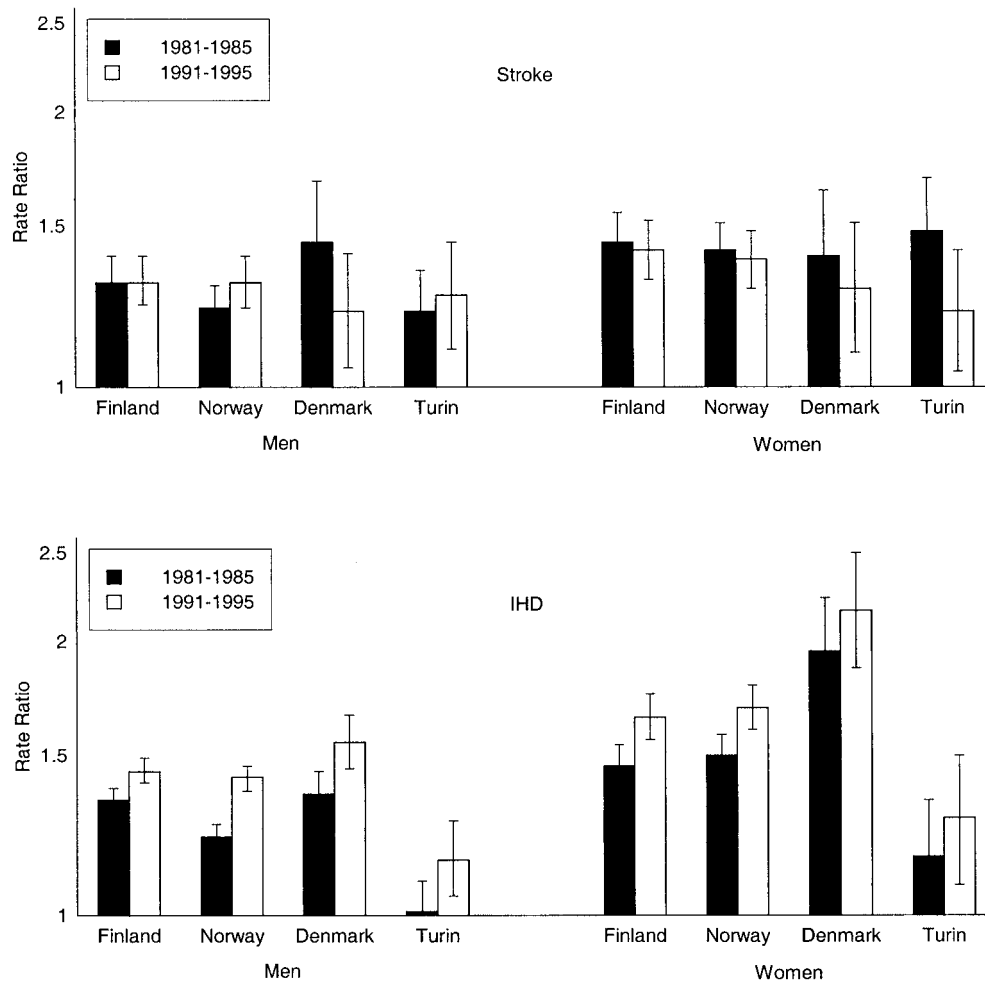 2.5
1981-1985
1991-1995
Stroke
2
Rate Ratio
1.5
1
Finland Norway Denmark Turin Finland Norway Denmark Turin
Men Women
2.5
1981-1985
1991-1995
IHD
2
Rate Ratio
1.5
1
Finland Norway Denmark Turin Finland Norway Denmark Turin
Men Women